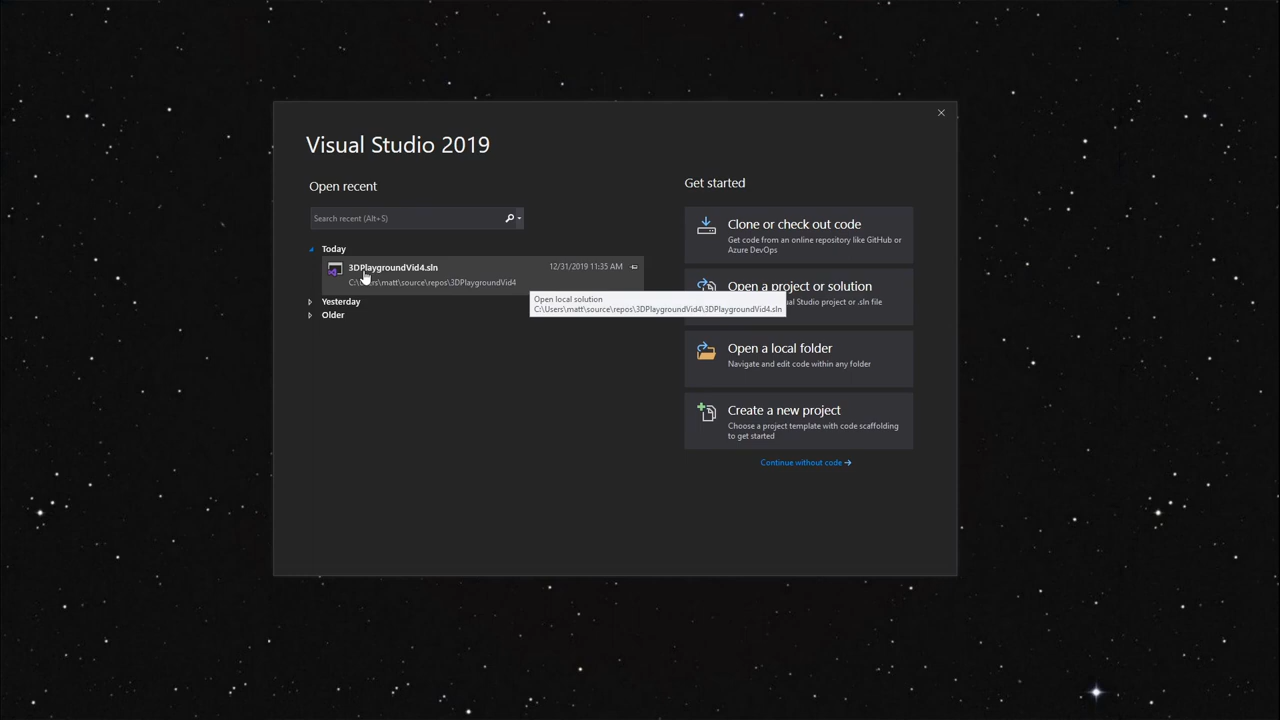 Visual Studio 2019
Open recent
Search recent (Alt+S)
Today
3DPlaygroundVid4.sln
12/31/2019 11:35 AM
C:\Users\matt\source\repos\3DPlaygroundVid4
Yesterday
Older
Get started
Clone or check out code
Get code from an online repository like GitHub or
Azure DevOps
Open a project or solution
Visual Studio project or .sln file
Open local solution
C:\Users\matt\source\repos\3DPlaygroundVid4\3DPlaygroundVid4.sln
Open a local folder
Navigate and edit code within any folder
Create a new project
Choose a project template with code scaffolding
to get started
Continue without code →